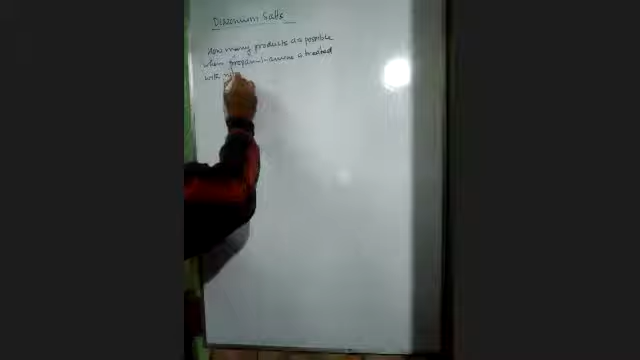 Diazonium Salts
How many products are possible
when propan-1-amine is treated
with